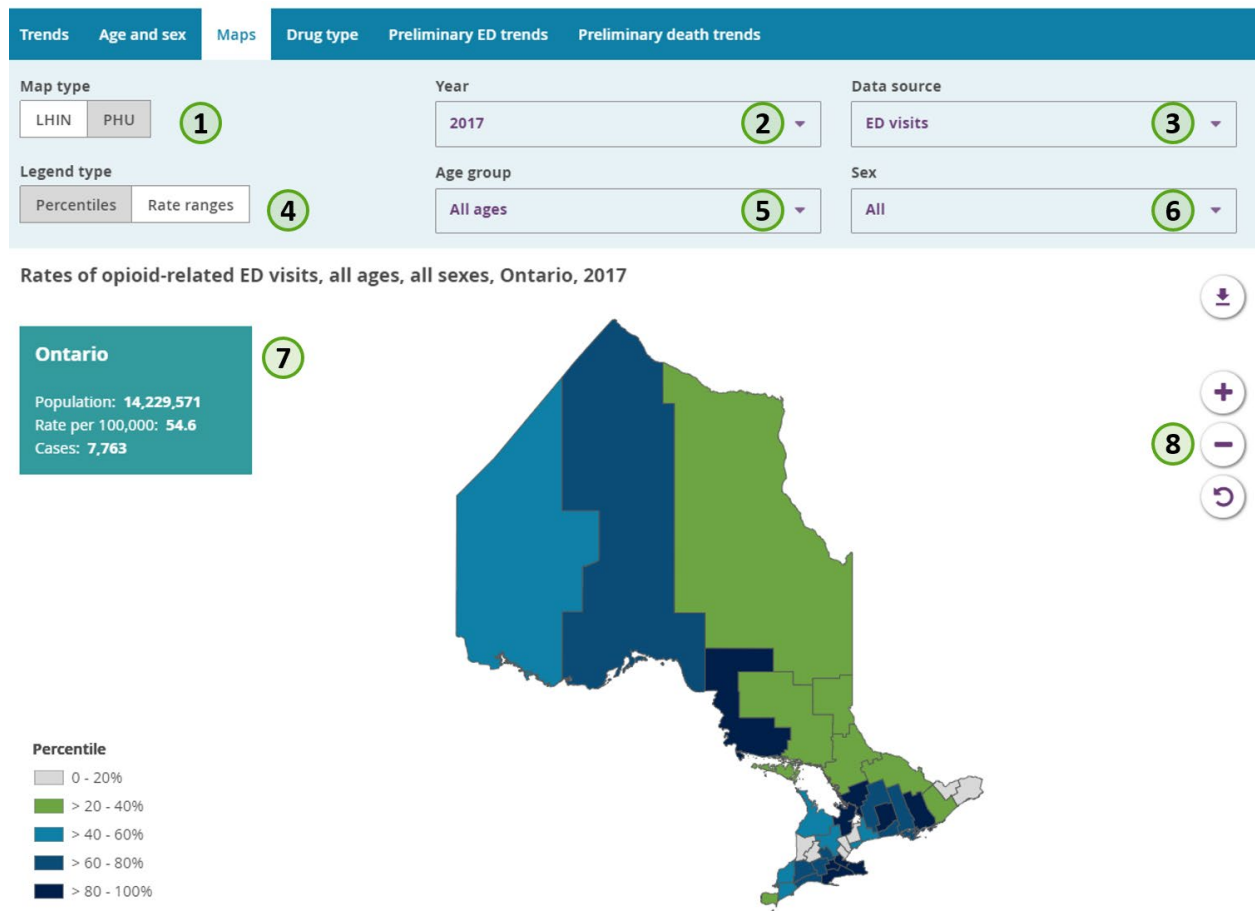 Trends Age and sex Maps Drug type Preliminary ED trends Preliminary death trends
Map type
LHIN PHU 1
Year
2017 2
Data source
ED visits 3
Legend type
Percentiles Rate ranges 4
Age group
All ages 5
Sex
All 6
Rates of opioid-related ED visits, all ages, all sexes, Ontario, 2017
Ontario 7
Population: 14,229,571
Rate per 100,000: 54.6
Cases: 7,763
8
Percentile
0 - 20%
> 20 - 40%
> 40 - 60%
> 60 - 80%
> 80 - 100%